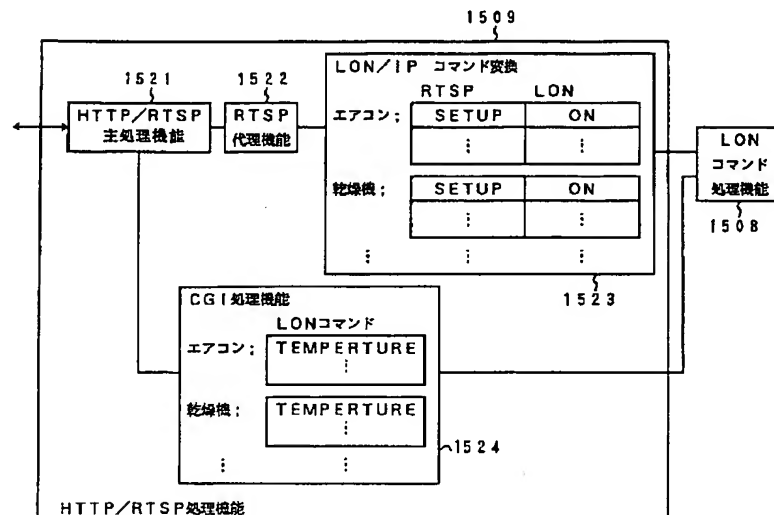 1509
1521
HTTP/RTSP
主処理機能
1522
RTSP
代理機能
LON/IP コマンド変換
RTSP LON
エアコン;
SETUP ON
⋮ ⋮
乾燥機;
SETUP ON
⋮ ⋮
⋮ ⋮ ⋮
1523
LON
コマンド
処理機能
1508
CGI処理機能
LONコマンド
エアコン;
TEMPERTURE
⋮
乾燥機;
TEMPERTURE
⋮
⋮ ⋮
1524
HTTP/RTSP処理機能